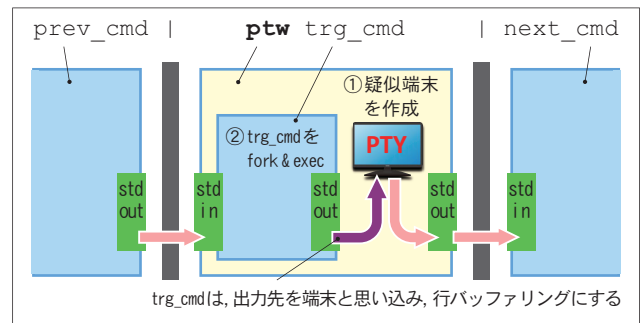 prev_cmd | ptw trg_cmd | next_cmd
①疑似端末
を作成
②trg_cmdを
fork & exec
PTY
std
out
std
in
std
out
std
out
std
in
trg_cmdは，出力先を端末と思い込み，行バッファリングにする